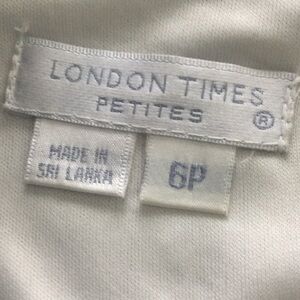 LONDON TIMES
PETITES ®
MADE IN
SRI LANKA
6P